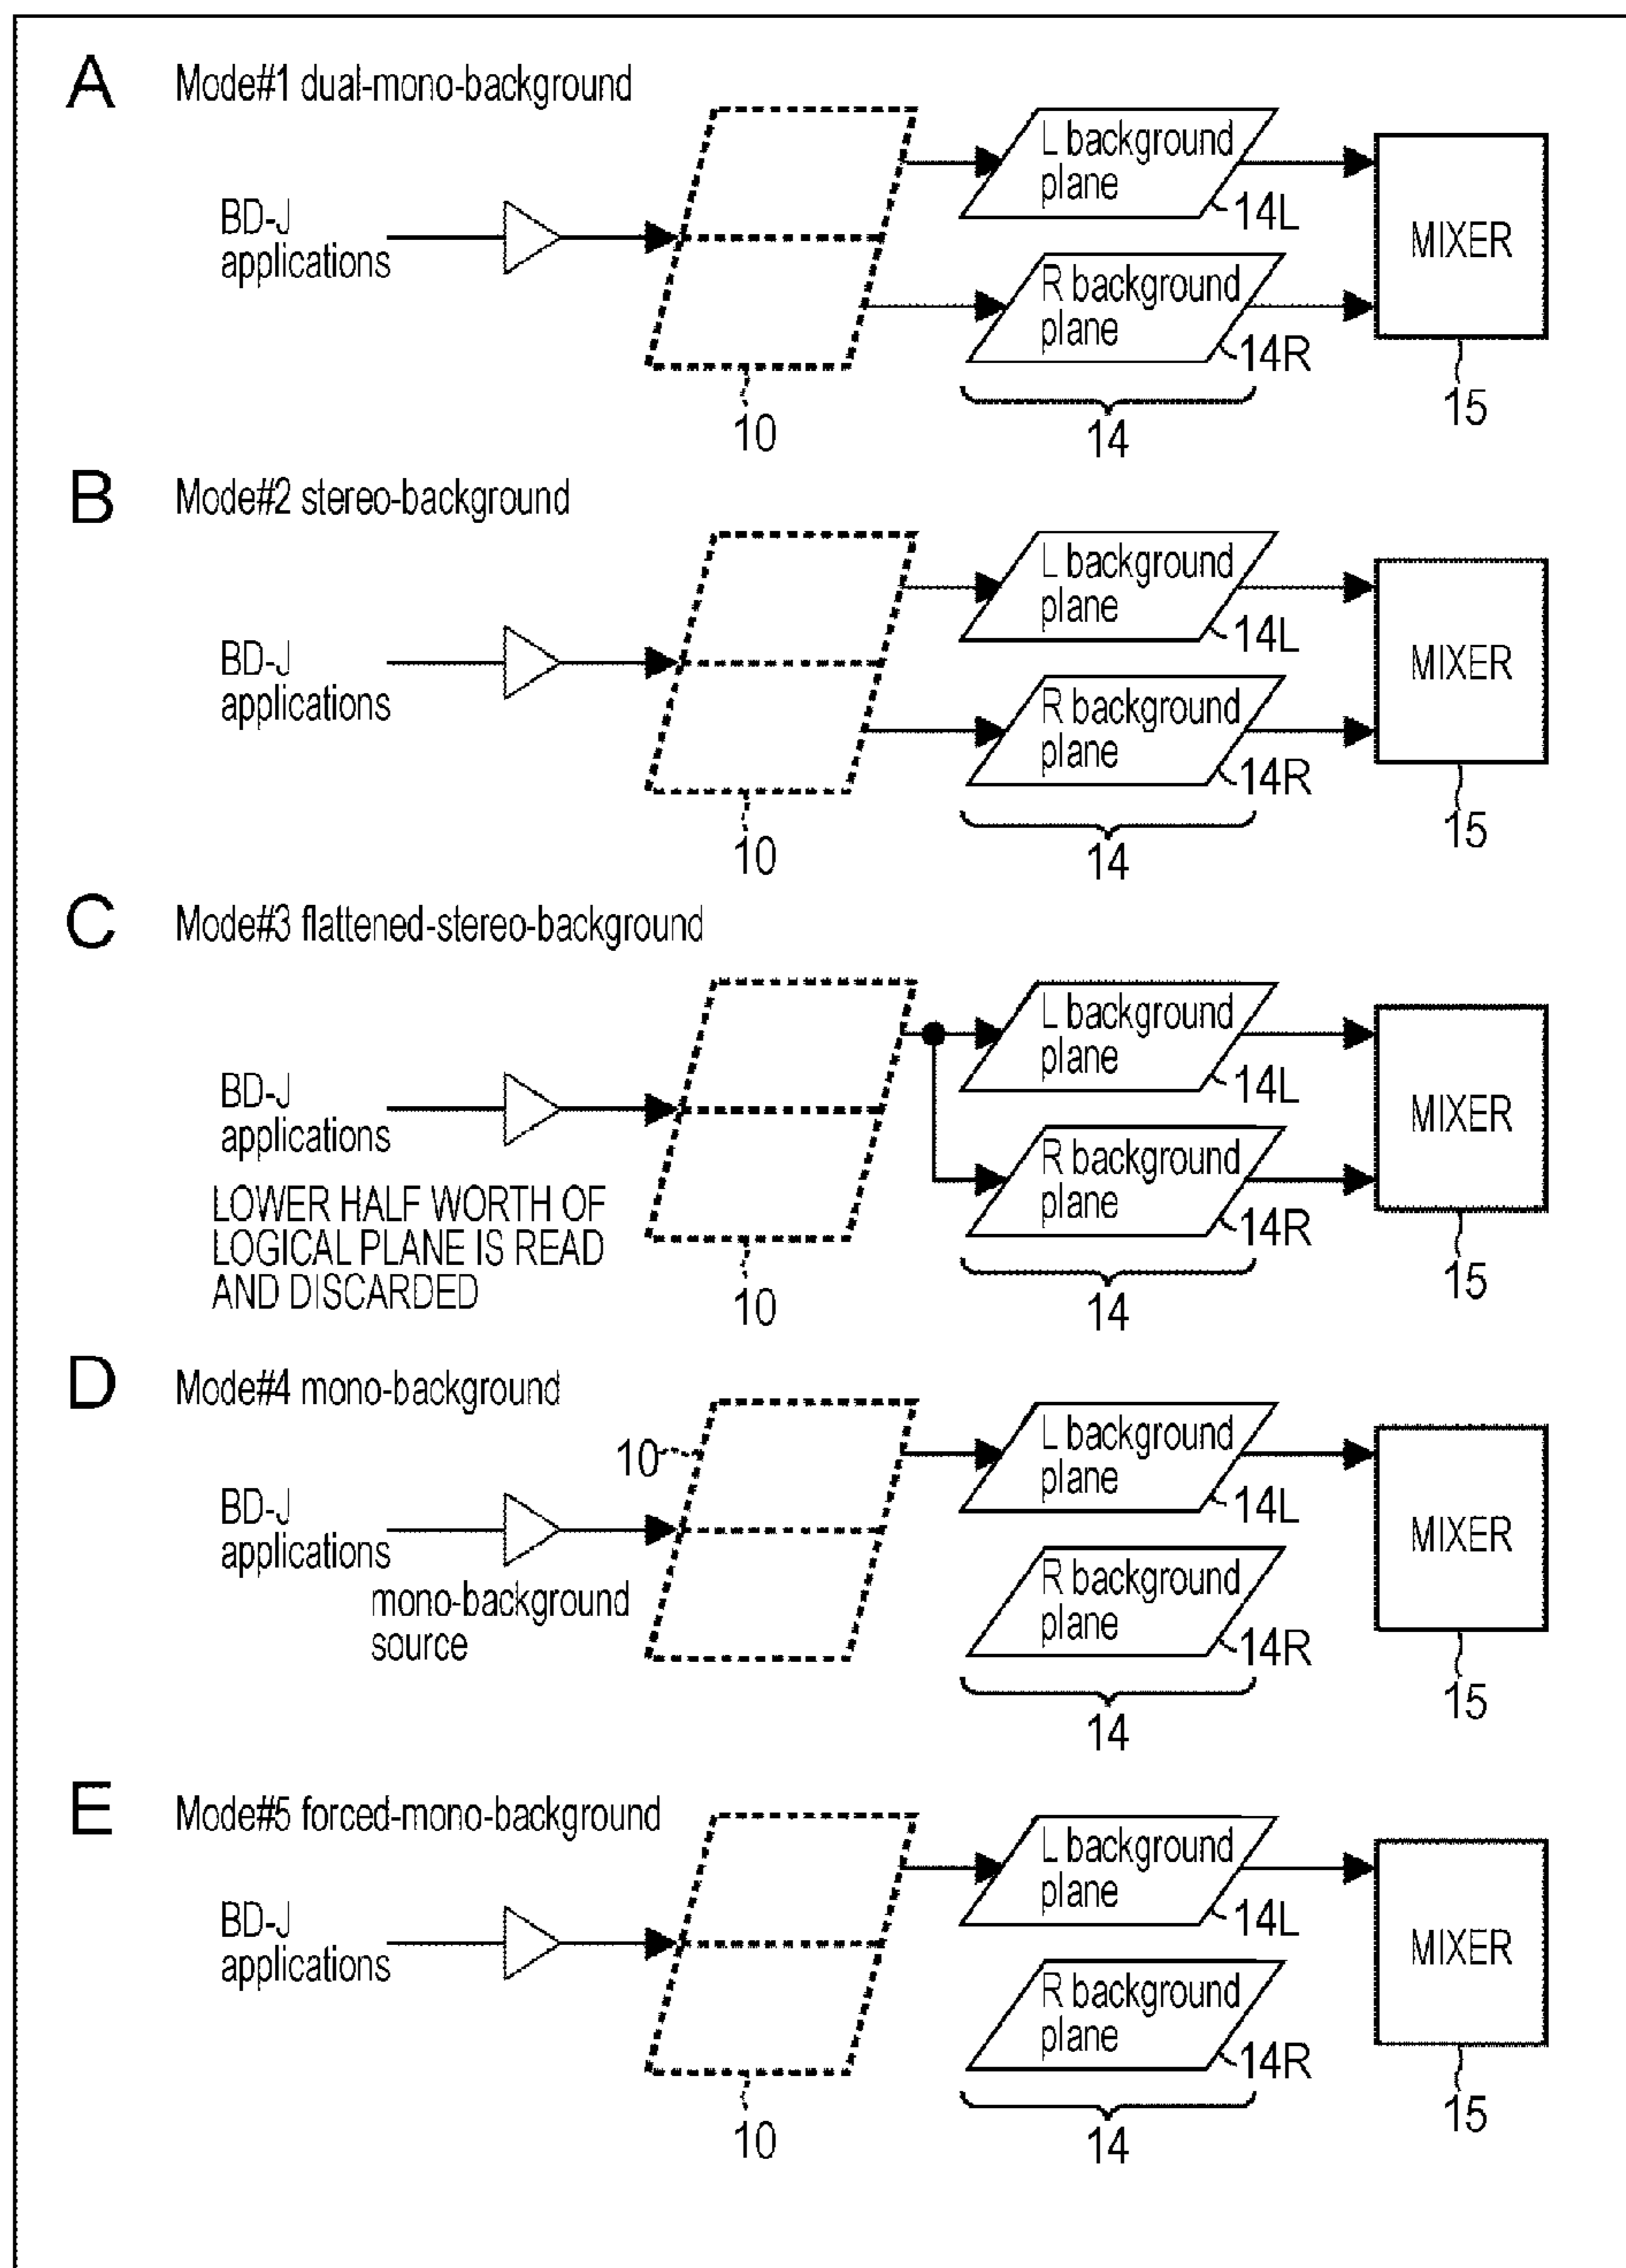 A Mode#1 dual-mono-background
BD-J
applications
L background
plane
14L
R background
plane
14R
MIXER
10
14
15
B Mode#2 stereo-background
BD-J
applications
L background
plane
14L
R background
plane
14R
MIXER
10
14
15
C Mode#3 flattened-stereo-background
BD-J
applications
LOWER HALF WORTH OF
LOGICAL PLANE IS READ
AND DISCARDED
L background
plane
14L
R background
plane
14R
MIXER
10
14
15
D Mode#4 mono-background
10
BD-J
applications
mono-background
source
L background
plane
14L
R background
plane
14R
MIXER
14
15
E Mode#5 forced-mono-background
BD-J
applications
L background
plane
14L
R background
plane
14R
MIXER
10
14
15